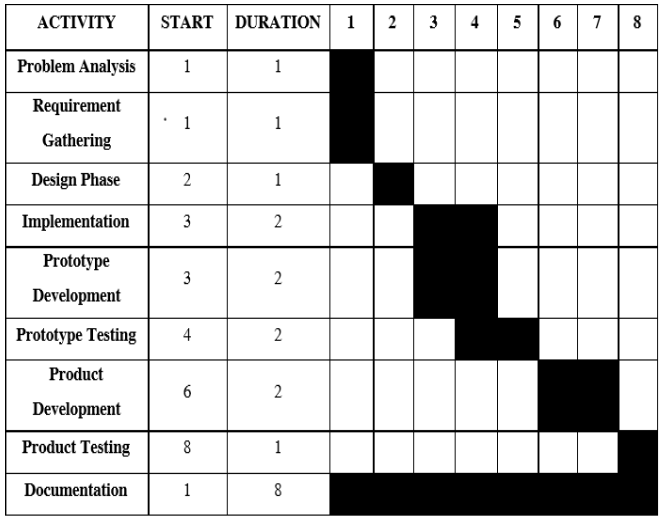 ACTIVITY START DURATION 1 2 3 4 5 6 7 8
Problem Analysis 1 1
Requirement
Gathering 1 1
Design Phase 2 1
Implementation 3 2
Prototype
Development 3 2
Prototype Testing 4 2
Product
Development 6 2
Product Testing 8 1
Documentation 1 8